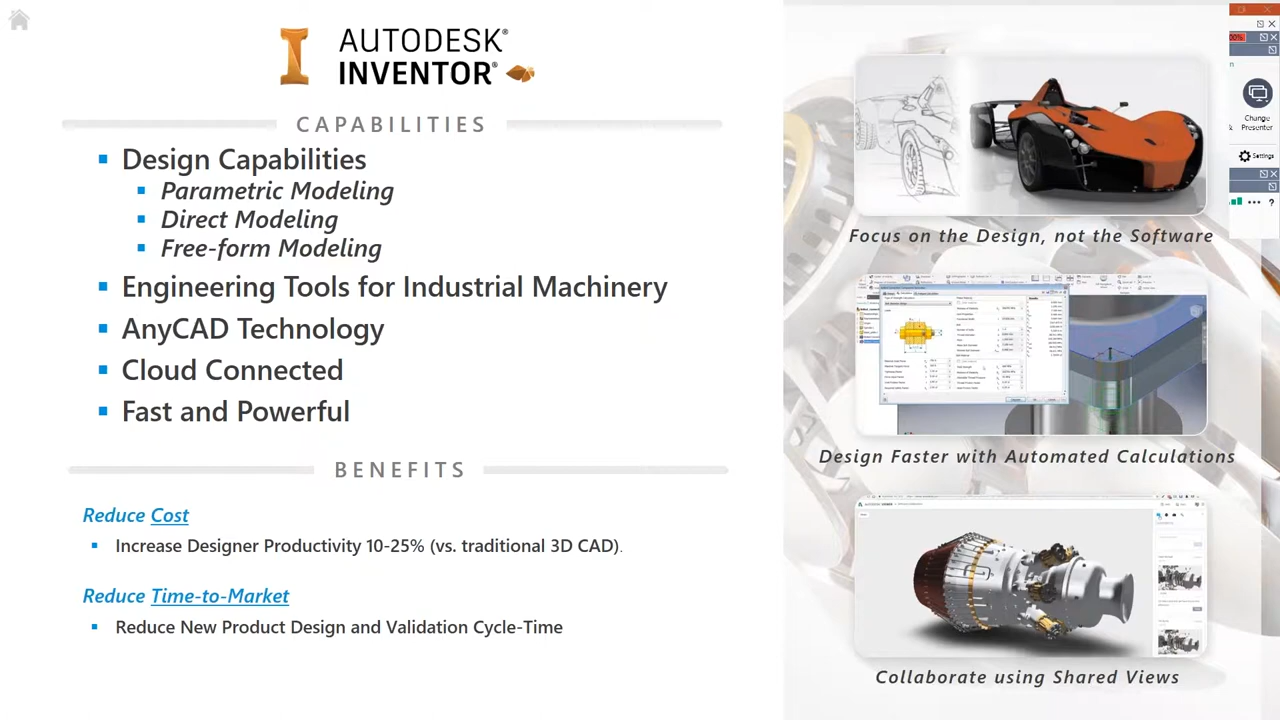 AUTODESK®
INVENTOR®
CAPABILITIES
Design Capabilities
Parametric Modeling
Direct Modeling
Free-form Modeling
Engineering Tools for Industrial Machinery
AnyCAD Technology
Cloud Connected
Fast and Powerful
BENEFITS
Reduce Cost
Increase Designer Productivity 10-25% (vs. traditional 3D CAD).
Reduce Time-to-Market
Reduce New Product Design and Validation Cycle-Time
Focus on the Design, not the Software
Design Faster with Automated Calculations
Collaborate using Shared Views
Change
Presenter
Settings
?